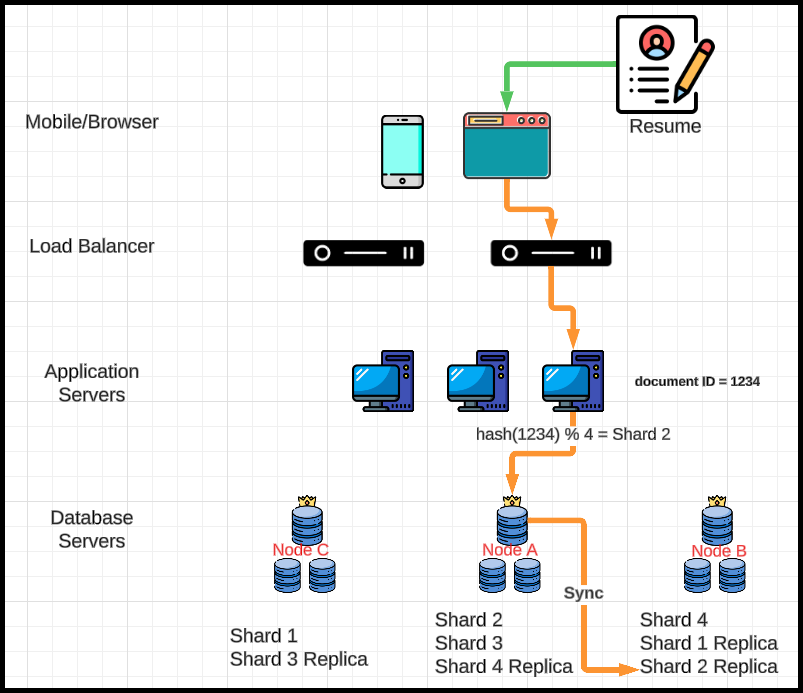 Resume
Mobile/Browser
Load Balancer
Application
Servers
document ID = 1234
hash(1234) % 4 = Shard 2
Database
Servers
Node C
Node A
Node B
Sync
Shard 1
Shard 3 Replica
Shard 2
Shard 3
Shard 4 Replica
Shard 4
Shard 1 Replica
Shard 2 Replica